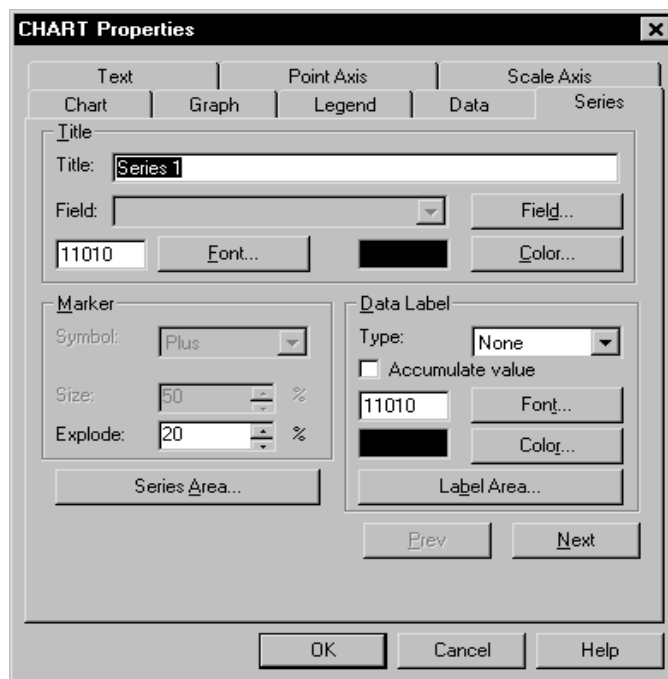 CHART Properties
Text Point Axis Scale Axis
Chart Graph Legend Data Series
Title
Title: Series 1
Field: Field...
11010 Font... Color...
Marker
Symbol: Plus
Size: 50 %
Explode: 20 %
Series Area...
Data Label
Type: None
Accumulate value
11010 Font...
Color...
Label Area...
Prev Next
OK Cancel Help